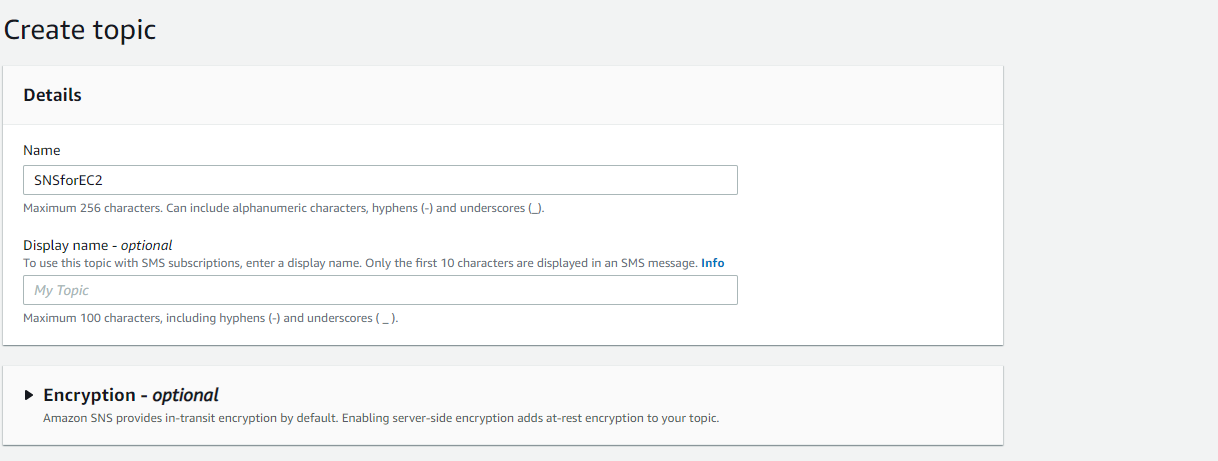 Create topic
Details
Name
SNSforEC2
Maximum 256 characters. Can include alphanumeric characters, hyphens (-) and underscores (_).
Display name - optional
To use this topic with SMS subscriptions, enter a display name. Only the first 10 characters are displayed in an SMS message. Info
My Topic
Maximum 100 characters, including hyphens (-) and underscores ( _ ).
Encryption - optional
Amazon SNS provides in-transit encryption by default. Enabling server-side encryption adds at-rest encryption to your topic.